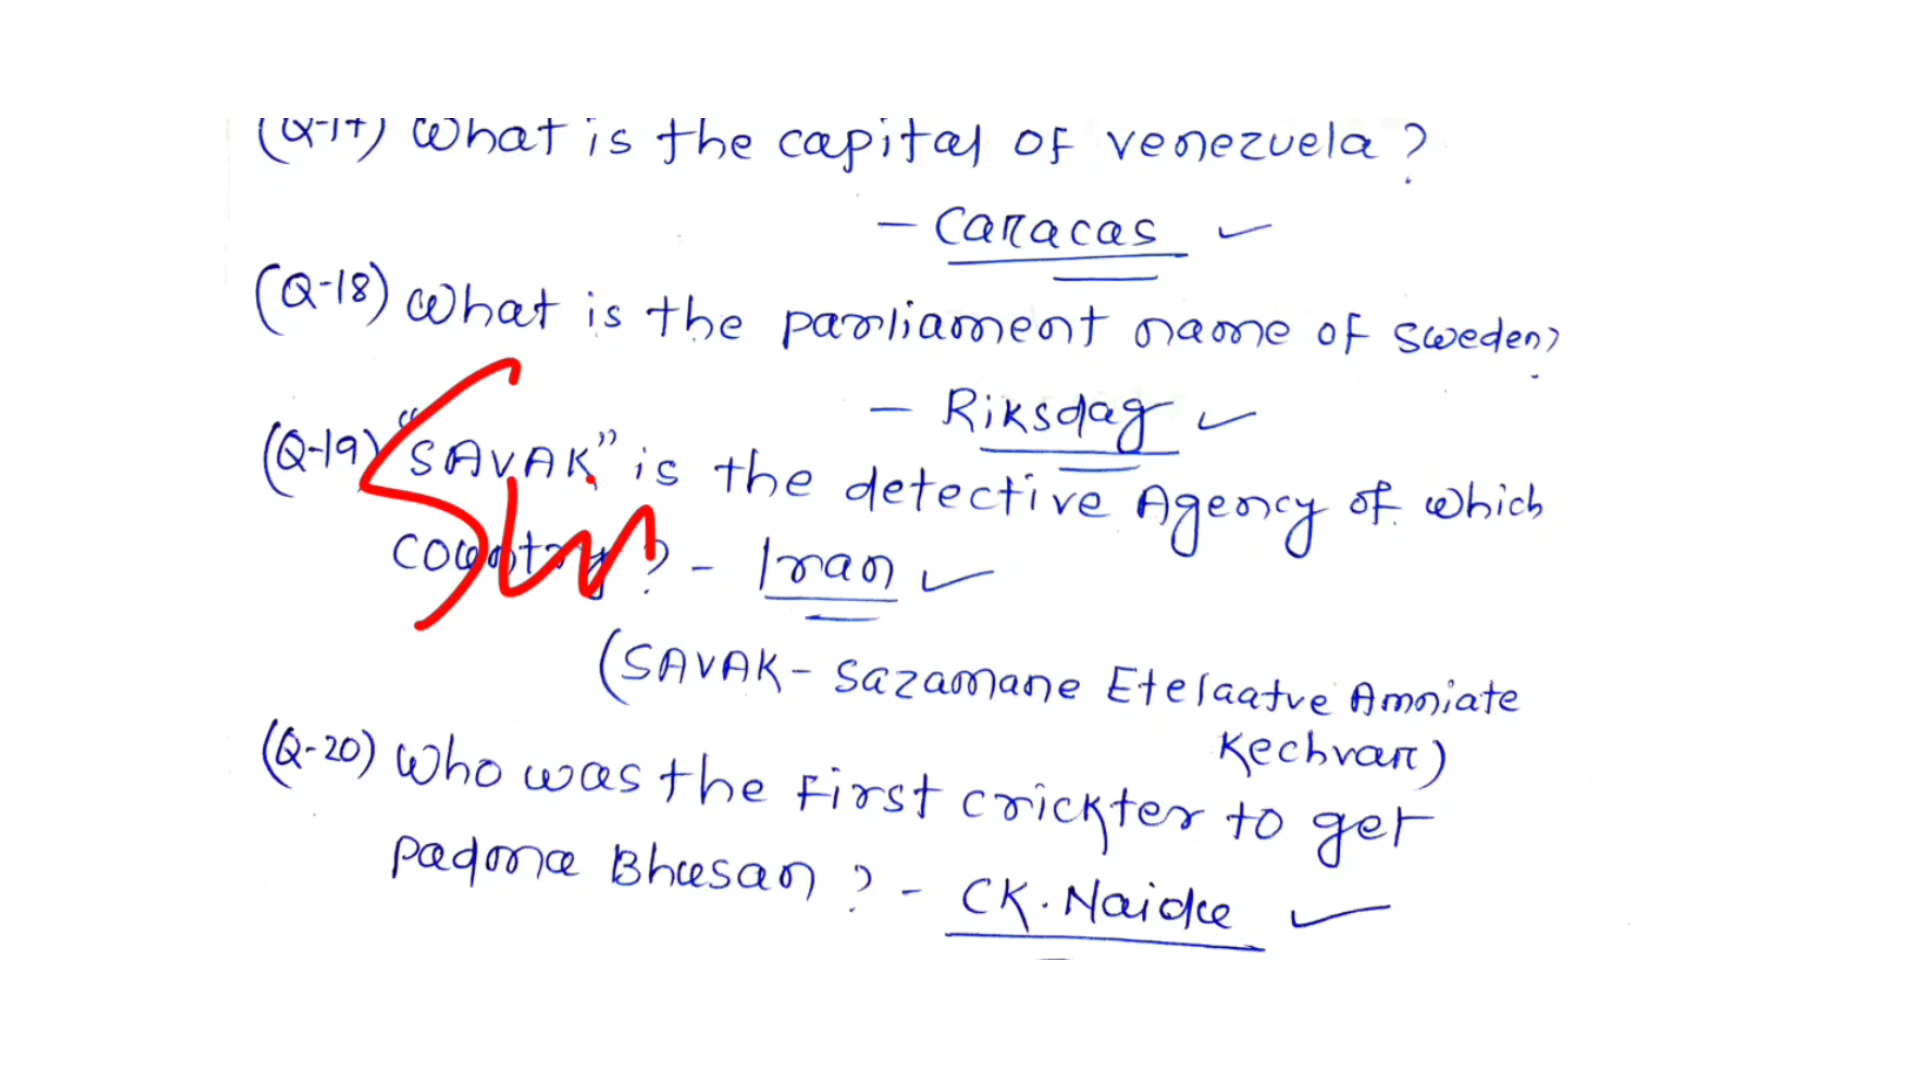 (Q-17) What is the capital of venezuela ?
- Caracas
(Q-18) What is the parliament name of Sweden?
- Riksdag
(Q-19) "SAVAK" is the detective Agency of which
country ? - Iran
(SAVAK - Sazamane Etelaatve Amniate
Kechvar)
(Q-20) Who was the First crickter to get
Padma Bhusan ? - CK. Naidu